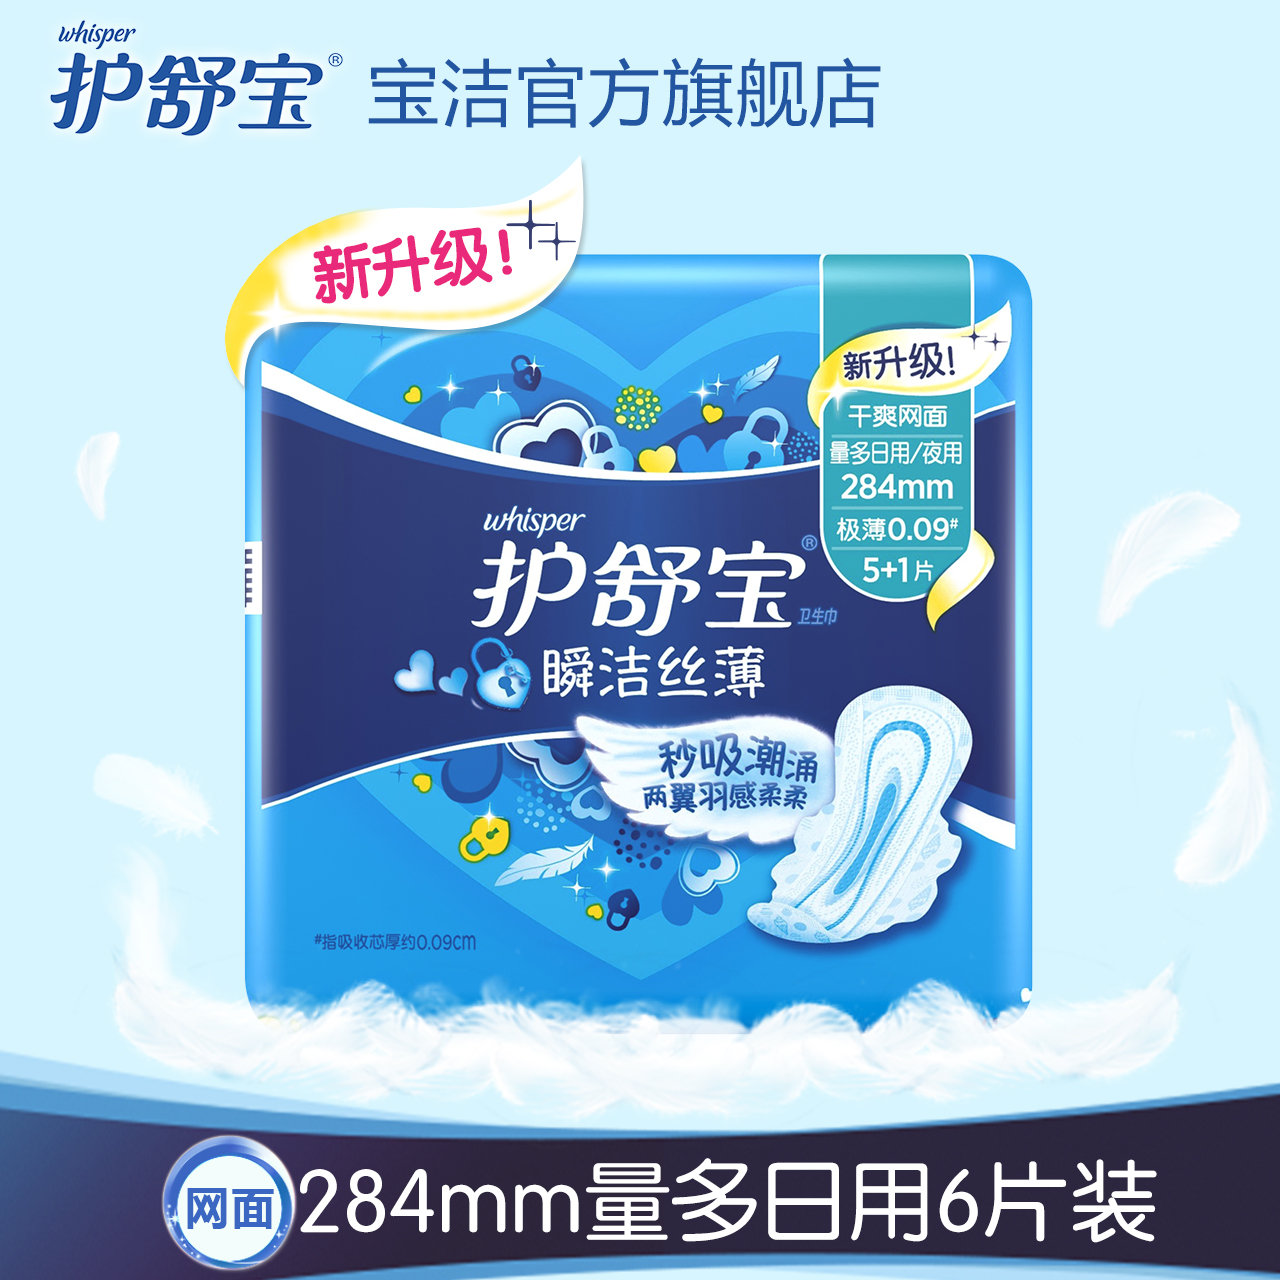 whisper
护舒宝® 宝洁官方旗舰店
新升级!
新升级!
干爽网面
量多日用/夜用
284mm
极薄0.09#
5+1片
whisper
护舒宝®
卫生巾
瞬洁丝薄
秒吸潮涌
两翼羽感柔柔
#指吸收芯厚约0.09cm
网面 284mm量多日用6片装